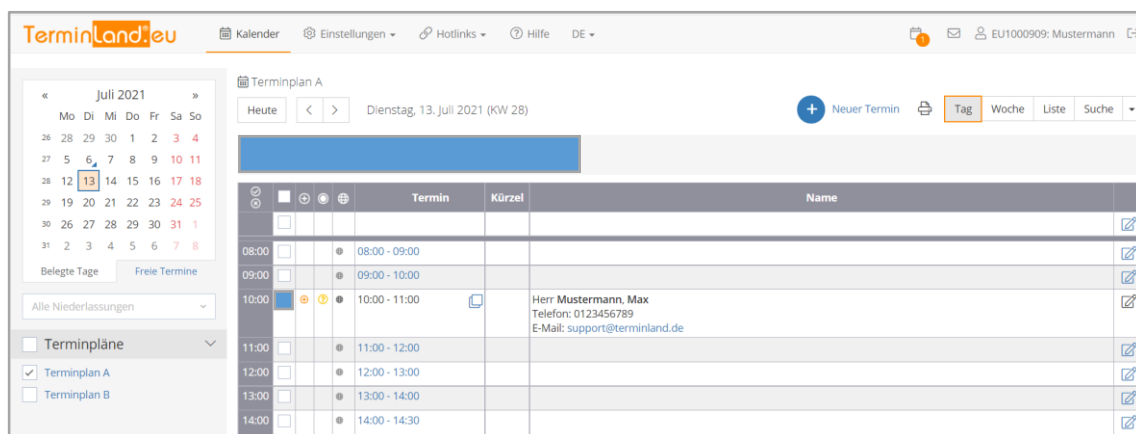 TerminLand.eu Kalender Einstellungen Hotlinks ? Hilfe DE 1 EU1000909: Mustermann
Terminplan A
« Juli 2021 »
Mo Di Mi Do Fr Sa So
26 28 29 30 1 2 3 4
27 5 6 7 8 9 10 11
28 12 13 14 15 16 17 18
29 19 20 21 22 23 24 25
30 26 27 28 29 30 31 1
31 2 3 4 5 6 7 8
Belegte Tage Freie Termine
Alle Niederlassungen
Terminpläne
Terminplan A
Terminplan B
Heute < > Dienstag, 13. Juli 2021 (KW 28) + Neuer Termin Tag Woche Liste Suche
Termin Kürzel Name
08:00 08:00 - 09:00
09:00 09:00 - 10:00
10:00 ? 10:00 - 11:00 Herr Mustermann, Max
Telefon: 0123456789
E-Mail: support@terminland.de
11:00 11:00 - 12:00
12:00 12:00 - 13:00
13:00 13:00 - 14:00
14:00 14:00 - 14:30